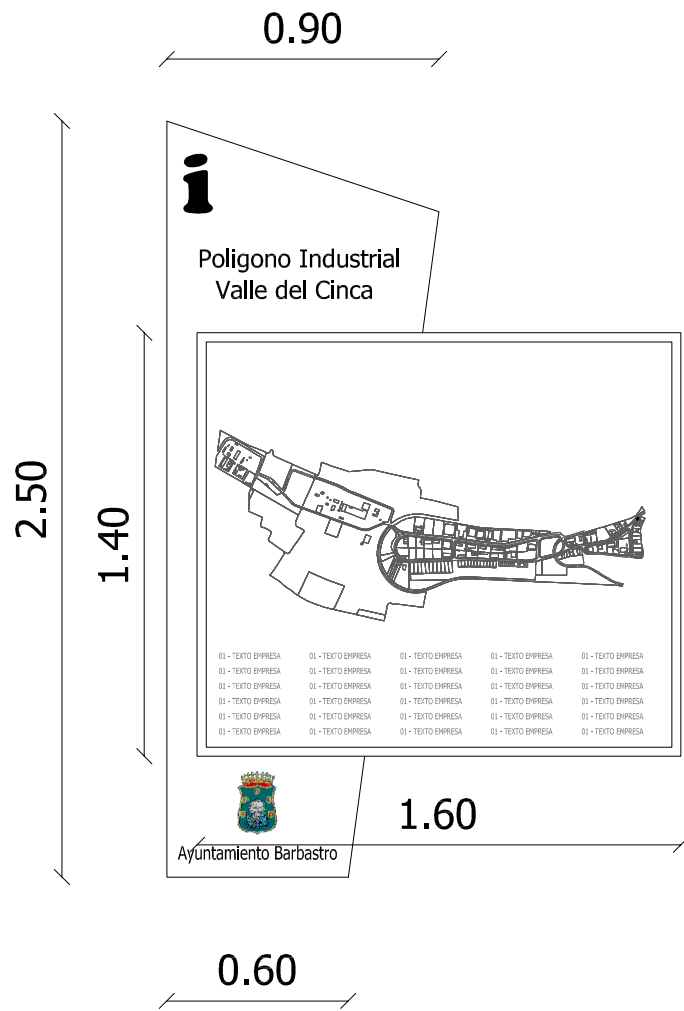 0.90
i
Poligono Industrial
Valle del Cinca
2.50
1.40
01 - TEXTO EMPRESA 01 - TEXTO EMPRESA 01 - TEXTO EMPRESA 01 - TEXTO EMPRESA 01 - TEXTO EMPRESA
01 - TEXTO EMPRESA 01 - TEXTO EMPRESA 01 - TEXTO EMPRESA 01 - TEXTO EMPRESA 01 - TEXTO EMPRESA
01 - TEXTO EMPRESA 01 - TEXTO EMPRESA 01 - TEXTO EMPRESA 01 - TEXTO EMPRESA 01 - TEXTO EMPRESA
01 - TEXTO EMPRESA 01 - TEXTO EMPRESA 01 - TEXTO EMPRESA 01 - TEXTO EMPRESA 01 - TEXTO EMPRESA
01 - TEXTO EMPRESA 01 - TEXTO EMPRESA 01 - TEXTO EMPRESA 01 - TEXTO EMPRESA 01 - TEXTO EMPRESA
01 - TEXTO EMPRESA 01 - TEXTO EMPRESA 01 - TEXTO EMPRESA 01 - TEXTO EMPRESA 01 - TEXTO EMPRESA
1.60
Ayuntamiento Barbastro
0.60